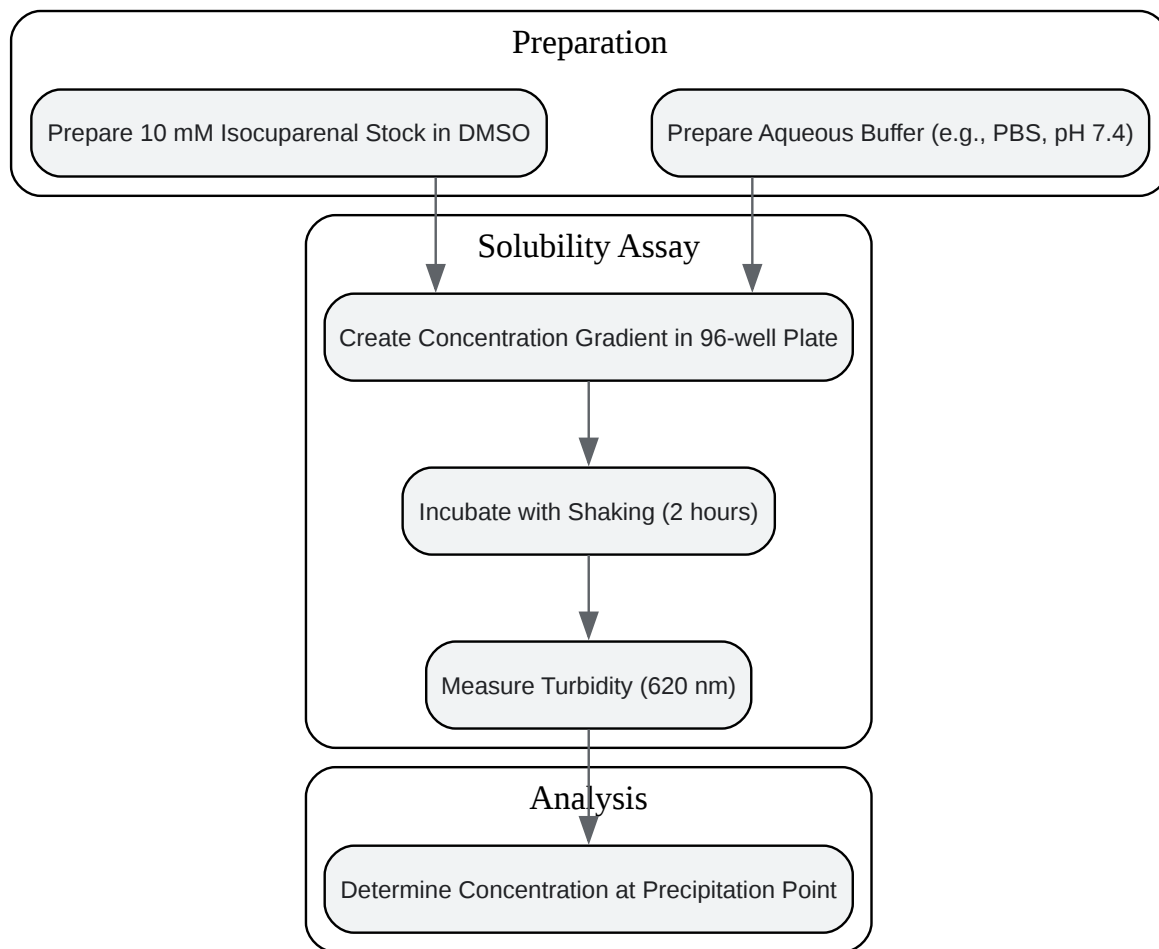 Preparation
Prepare 10 mM Isocuparenal Stock in DMSO
Prepare Aqueous Buffer (e.g., PBS, pH 7.4)
Solubility Assay
Create Concentration Gradient in 96-well Plate
Incubate with Shaking (2 hours)
Measure Turbidity (620 nm)
Analysis
Determine Concentration at Precipitation Point